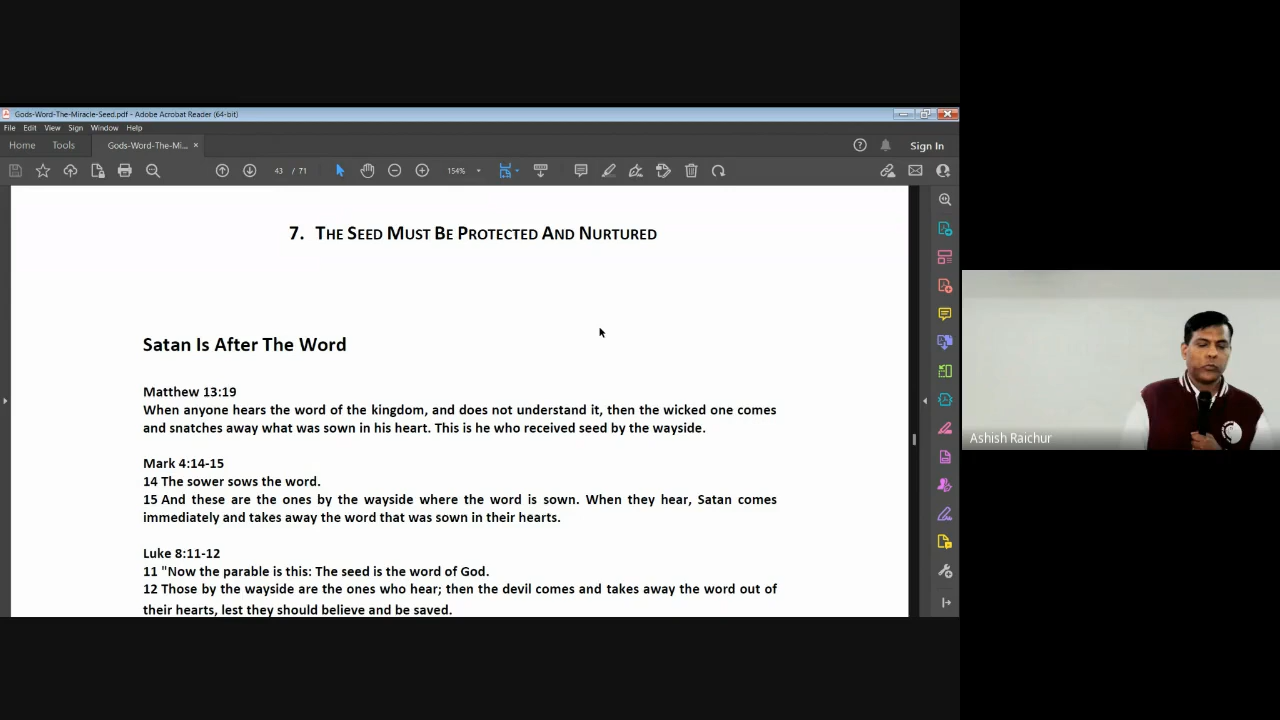 Gods-Word-The-Miracle-Seed.pdf - Adobe Acrobat Reader (64-bit)
File Edit View Sign Window Help
Home Tools Gods-Word-The-Mi... × Sign In
43 / 71 154%
7. THE SEED MUST BE PROTECTED AND NURTURED
Satan Is After The Word
Matthew 13:19
When anyone hears the word of the kingdom, and does not understand it, then the wicked one comes
and snatches away what was sown in his heart. This is he who received seed by the wayside.
Mark 4:14-15
14 The sower sows the word.
15 And these are the ones by the wayside where the word is sown. When they hear, Satan comes
immediately and takes away the word that was sown in their hearts.
Luke 8:11-12
11 "Now the parable is this: The seed is the word of God.
12 Those by the wayside are the ones who hear; then the devil comes and takes away the word out of
their hearts, lest they should believe and be saved.
Ashish Raichur